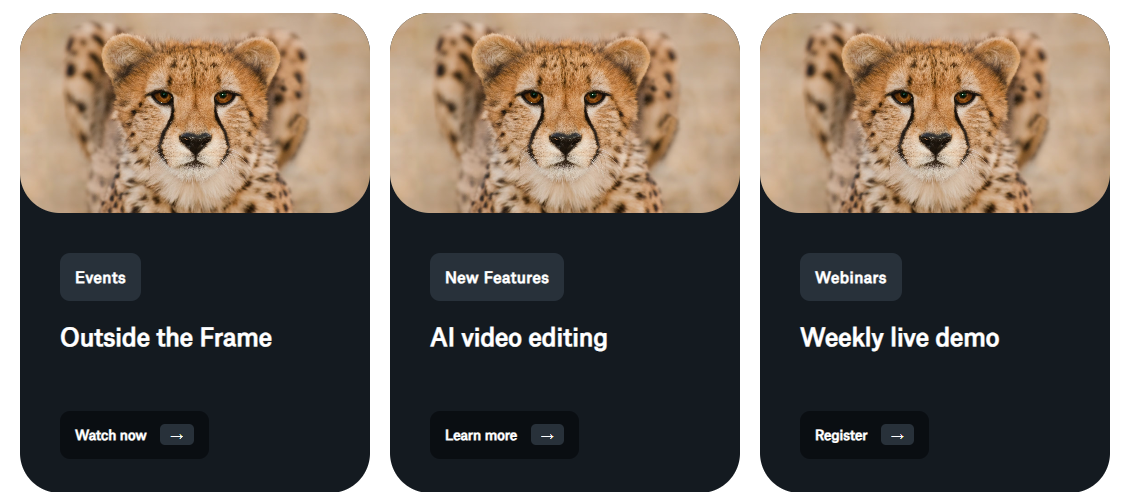 Events
Outside the Frame
Watch now →
New Features
AI video editing
Learn more →
Webinars
Weekly live demo
Register →